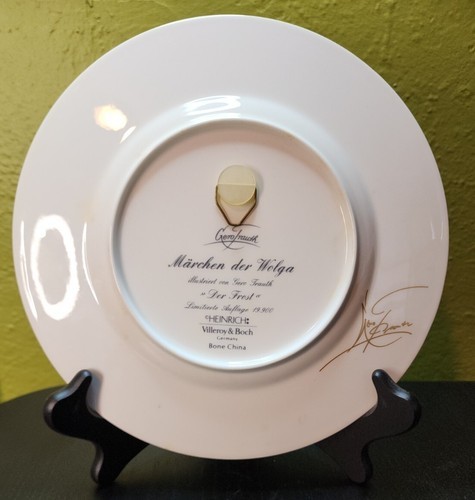 Gero Trauth
Märchen der Wolga
illustriert von Gero Trauth
"Der Frost"
Limitierte Auflage 19,900
HEINRICH
Villeroy & Boch
Germany
Bone China